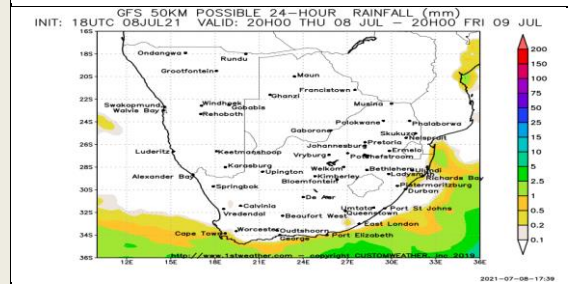 GFS 50KM POSSIBLE 24-HOUR RAINFALL (mm)
INIT: 18UTC 08JUL21 VALID: 20H00 THU 08 JUL - 20H00 FRI 09 JUL
16S
Ondangwa
Rundu
18S
Grootfontein
Maun
20S
Francistown
Ghanzi
Musina
22S
Swakopmund
Windhoek
Gobabis
Walvis Bay
Rehoboth
Polokwane
Phalaborwa
24S
Gaborone
Skukuza
Nelspruit
Pretoria
Johannesburg
Ermelo
26S
Luderitz
Keetmanshoop
Vryburg
Potchefstroom
Karasburg
Welkom
Bethlehem
Ulundi
28S
Alexander Bay
Upington
Kimberley
Ladysmith
Richards Bay
Bloemfontein
Springbok
Pietermaritzburg
Durban
30S
De Aar
Calvinia
Umtata
Port St. Johns
Vredendal
Beaufort West
Queenstown
32S
East London
Worcester
Oudtshoorn
Cape Town
George
Port Elizabeth
34S
http://www.1stweather.com - copyright CUSTOMWEATHER, Inc 2019
36S
12E 15E 18E 21E 24E 27E 30E 33E
200
150
100
75
50
25
15
10
5
2.5
1
0.5
0.2
0.1
2021-07-08-17:39